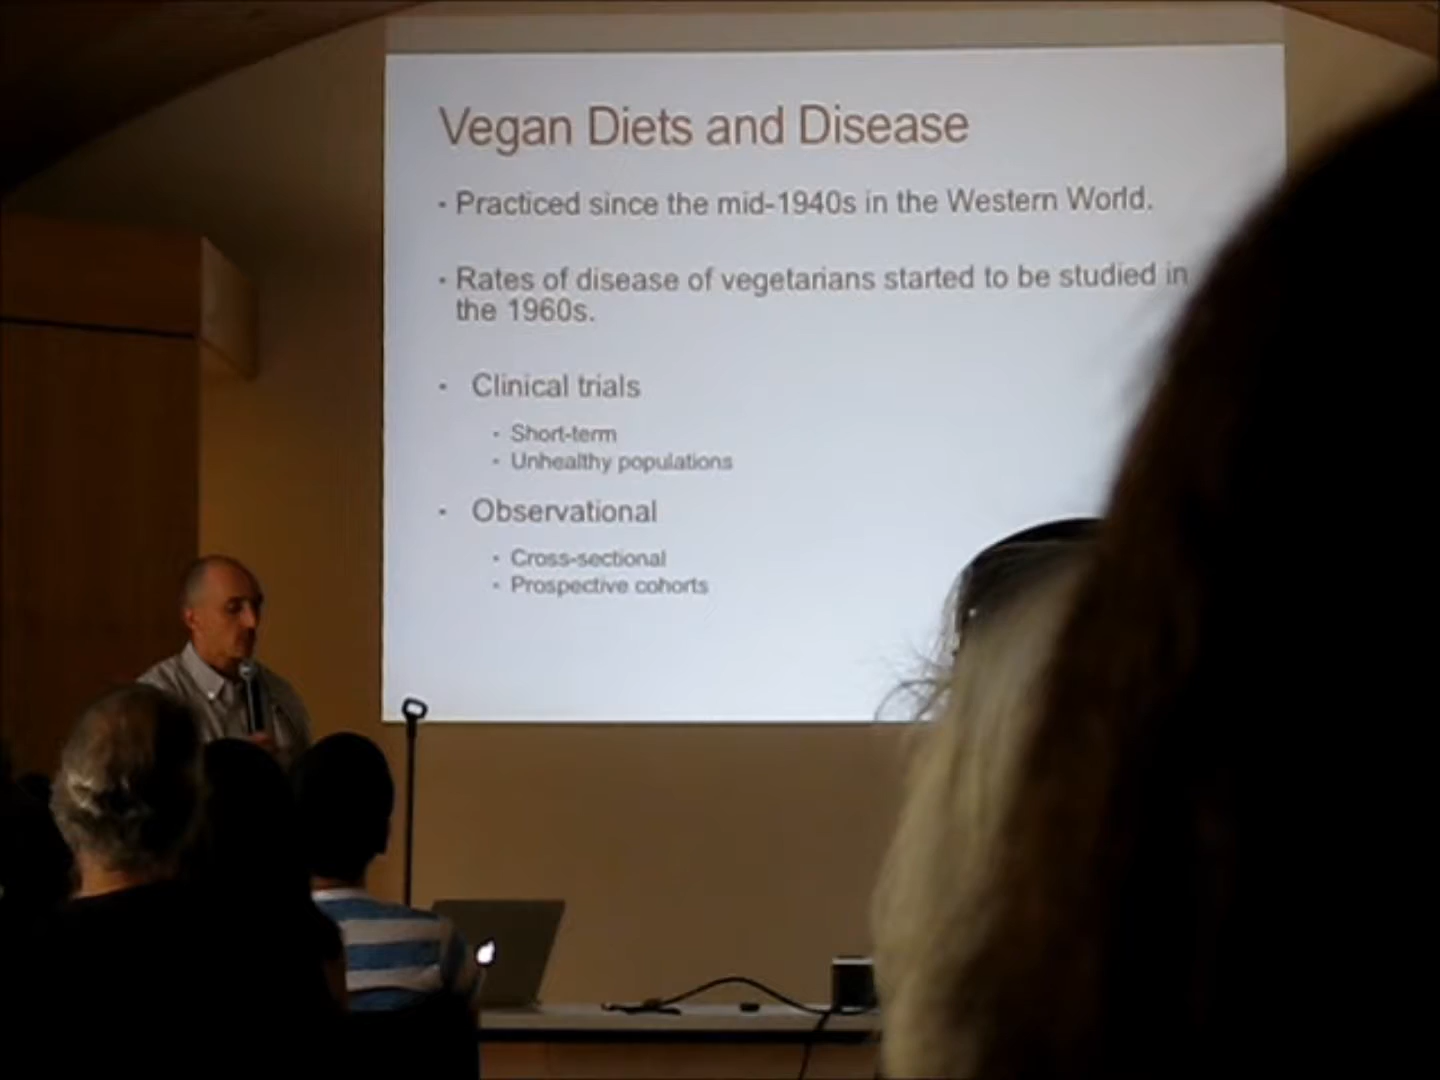 Vegan Diets and Disease
• Practiced since the mid-1940s in the Western World.
• Rates of disease of vegetarians started to be studied in
the 1960s.
• Clinical trials
• Short-term
• Unhealthy populations
• Observational
• Cross-sectional
• Prospective cohorts